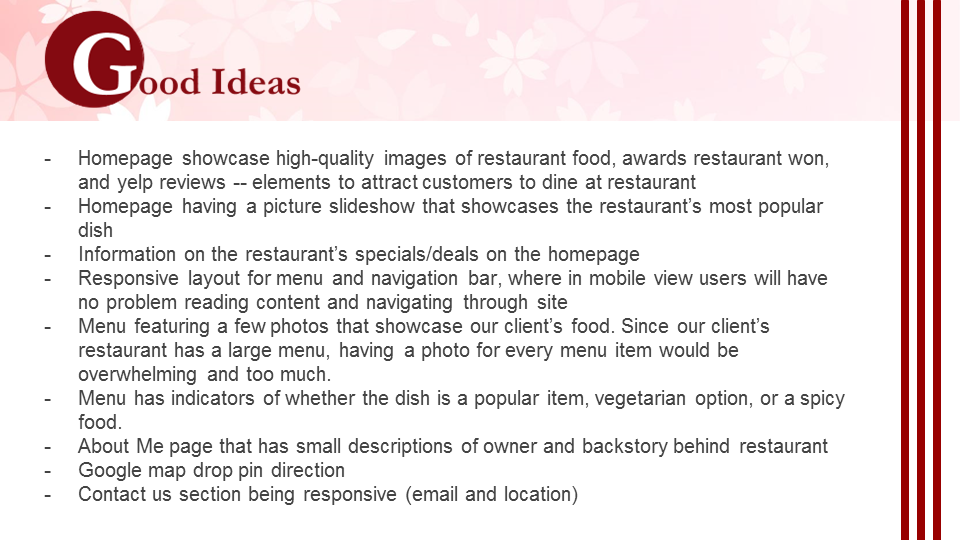 Good Ideas
- Homepage showcase high-quality images of restaurant food, awards restaurant won,
and yelp reviews -- elements to attract customers to dine at restaurant
- Homepage having a picture slideshow that showcases the restaurant’s most popular
dish
- Information on the restaurant’s specials/deals on the homepage
- Responsive layout for menu and navigation bar, where in mobile view users will have
no problem reading content and navigating through site
- Menu featuring a few photos that showcase our client’s food. Since our client’s
restaurant has a large menu, having a photo for every menu item would be
overwhelming and too much.
- Menu has indicators of whether the dish is a popular item, vegetarian option, or a spicy
food.
- About Me page that has small descriptions of owner and backstory behind restaurant
- Google map drop pin direction
- Contact us section being responsive (email and location)